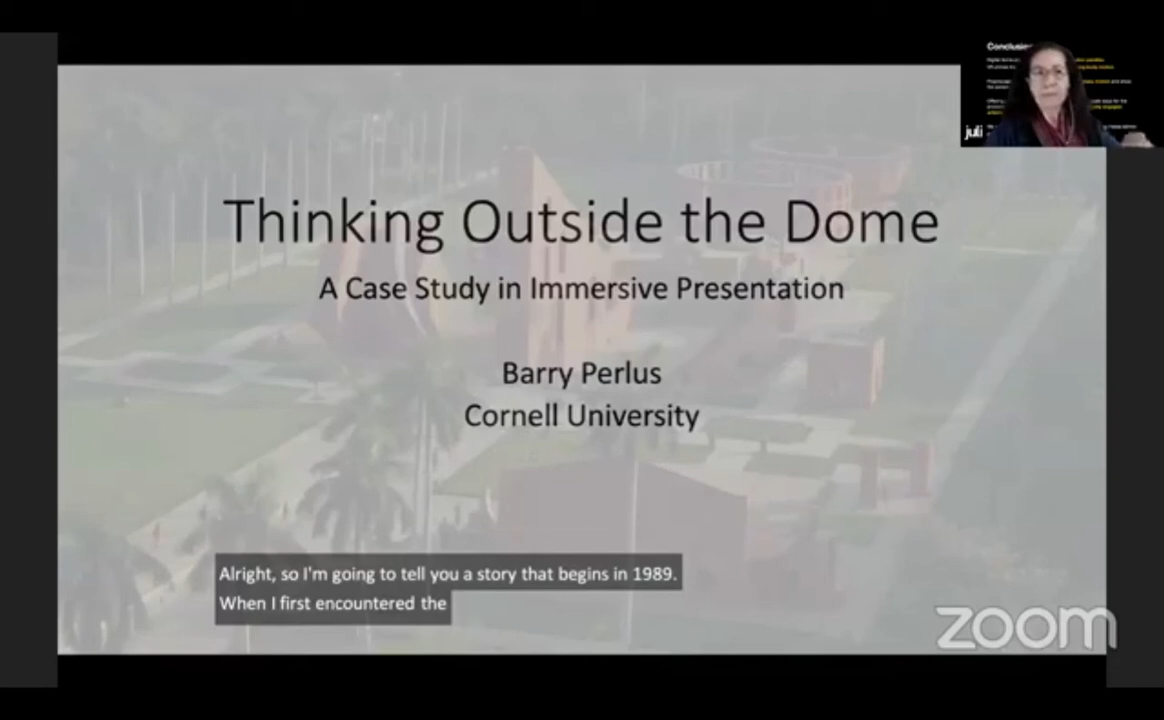 Conclusion
juli
Thinking Outside the Dome
A Case Study in Immersive Presentation
Barry Perlus
Cornell University
Alright, so I'm going to tell you a story that begins in 1989.
When I first encountered the
zoom